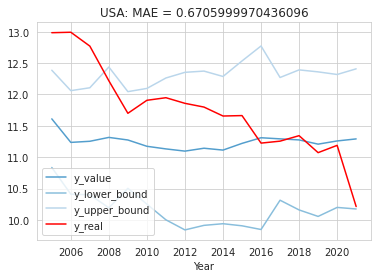 USA: MAE = 0.6705999970436096
13.0
12.5
12.0
11.5
11.0
10.5
10.0
y_value
y_lower_bound
y_upper_bound
y_real
2006 2008 2010 2012 2014 2016 2018 2020
Year